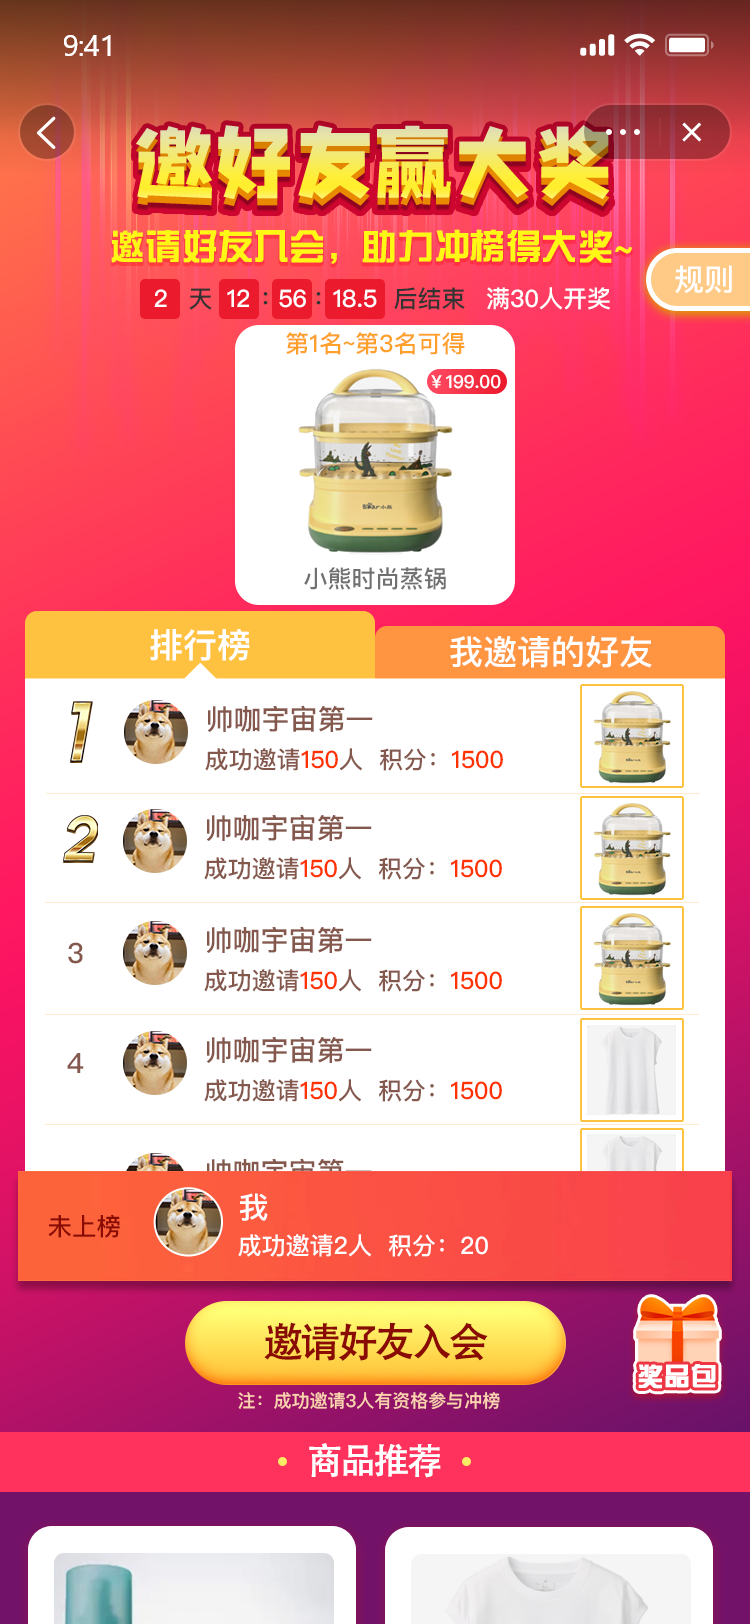 9:41
邀好友赢大奖
邀请好友入会，助力冲榜得大奖~
规则
2 天 12 : 56 : 18.5 后结束 满30人开奖
第1名~第3名可得
¥199.00
小熊时尚蒸锅
排行榜
我邀请的好友
1
帅咖宇宙第一
成功邀请150人 积分：1500
2
帅咖宇宙第一
成功邀请150人 积分：1500
3
帅咖宇宙第一
成功邀请150人 积分：1500
4
帅咖宇宙第一
成功邀请150人 积分：1500
帅咖宇宙第一
未上榜
我
成功邀请2人 积分：20
邀请好友入会
奖品包
注：成功邀请3人有资格参与冲榜
商品推荐